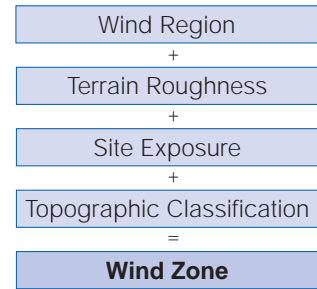 Wind Region
+
Terrain Roughness
+
Site Exposure
+
Topographic Classification
=
Wind Zone